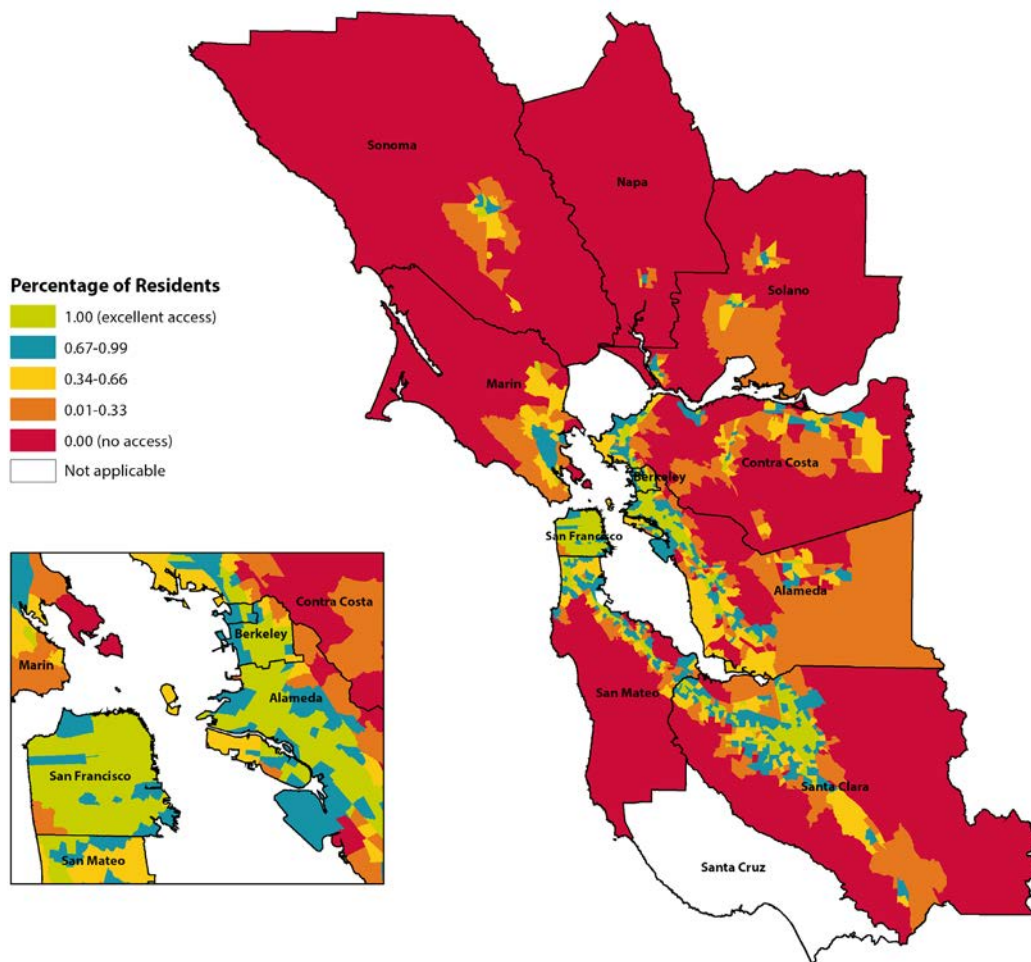 Sonoma
Napa
Solano
Marin
Contra Costa
Berkeley
San Francisco
Alameda
San Mateo
Santa Clara
Santa Cruz
Percentage of Residents
1.00 (excellent access)
0.67-0.99
0.34-0.66
0.01-0.33
0.00 (no access)
Not applicable
Contra Costa
Berkeley
Marin
Alameda
San Francisco
San Mateo